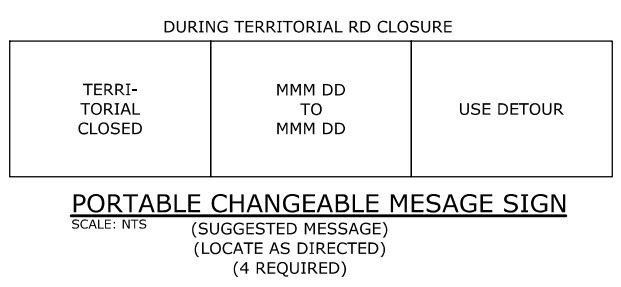 DURING TERRITORIAL RD CLOSURE
TERRI-
TORIAL
CLOSED
MMM DD
TO
MMM DD
USE DETOUR
PORTABLE CHANGEABLE MESAGE SIGN
SCALE: NTS
(SUGGESTED MESSAGE)
(LOCATE AS DIRECTED)
(4 REQUIRED)